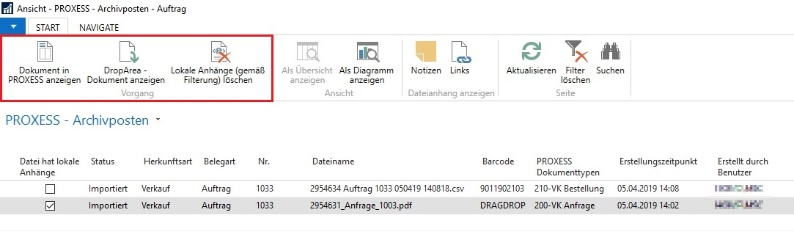 Ansicht - PROXESS - Archivposten - Auftrag
START NAVIGATE
Dokument in PROXESS anzeigen
DropArea - Dokument anzeigen
Lokale Anhänge (gemäß Filterung) löschen
Vorgang
Als Übersicht anzeigen
Als Diagramm anzeigen
Ansicht
Notizen
Links
Dateianhang anzeigen
Aktualisieren
Filter löschen
Suchen
Seite
PROXESS - Archivposten
Datei hat lokale Anhänge Status Herkunftsart Belegart Nr. Dateiname Barcode PROXESS Dokumenttypen Erstellungszeitpunkt Erstellt durch Benutzer
Importiert Verkauf Auftrag 1033 2954634 Auftrag 1033 050419 140818.csv 9011902103 210-VK Bestellung 05.04.2019 14:08
Importiert Verkauf Auftrag 1033 2954631_Anfrage_1003.pdf DRAGDROP 200-VK Anfrage 05.04.2019 14:02